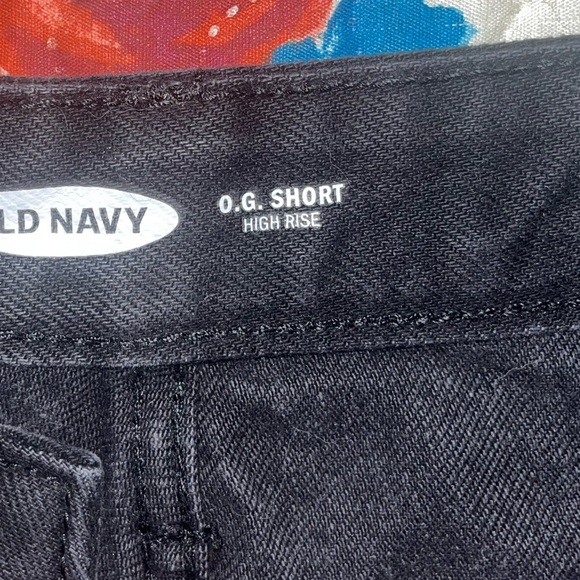 LD NAVY
O.G. SHORT
HIGH RISE